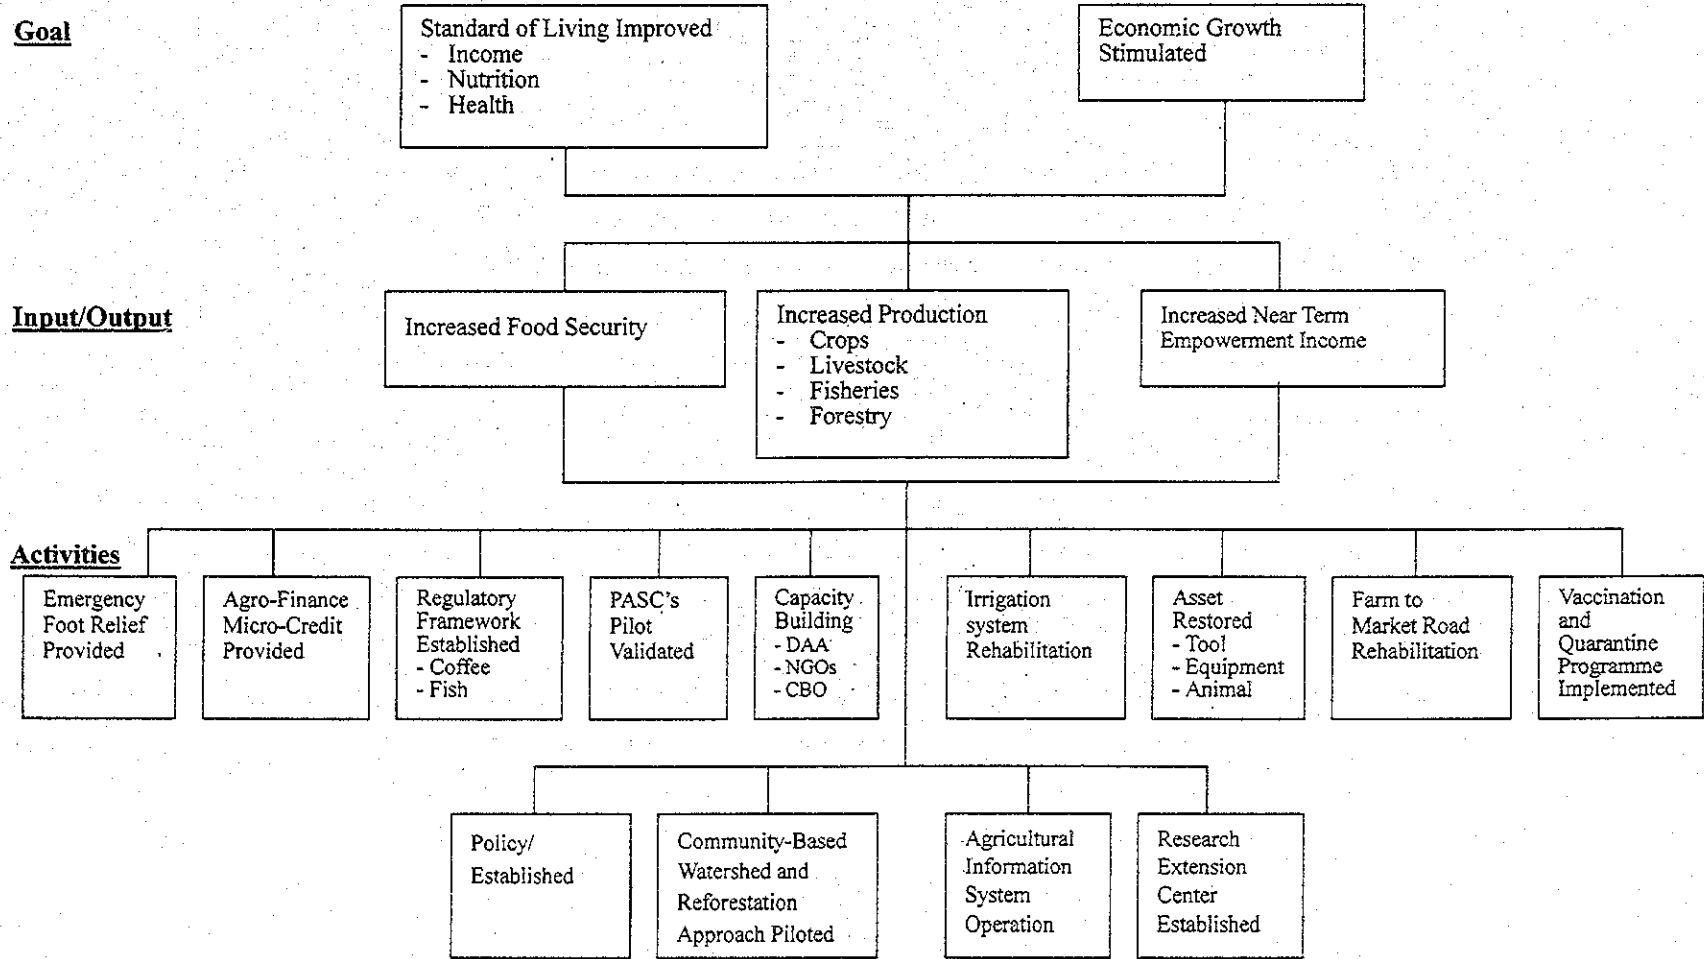 Goal
Standard of Living Improved
- Income
- Nutrition
- Health
Economic Growth
Stimulated
Input/Output
Increased Food Security
Increased Production
- Crops
- Livestock
- Fisheries
- Forestry
Increased Near Term
Empowerment Income
Activities
Emergency
Foot Relief
Provided
Agro-Finance
Micro-Credit
Provided
Regulatory
Framework
Established
- Coffee
- Fish
PASC's
Pilot
Validated
Capacity
Building
- DAA
- NGOs
- CBO
Irrigation
system
Rehabilitation
Asset
Restored
- Tool
- Equipment
- Animal
Farm to
Market Road
Rehabilitation
Vaccination
and
Quarantine
Programme
Implemented
Policy/
Established
Community-Based
Watershed and
Reforestation
Approach Piloted
Agricultural
Information
System
Operation
Research
Extension
Center
Established